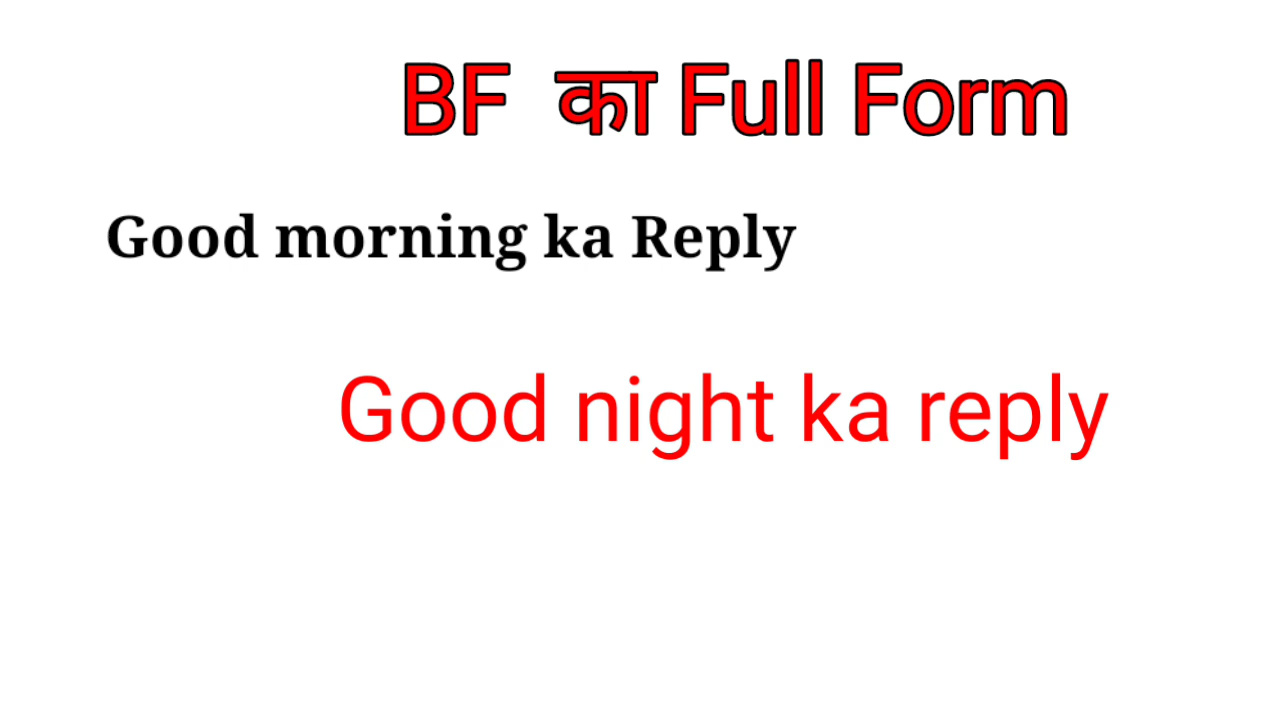 BF का Full Form
Good morning ka Reply
Good night ka reply